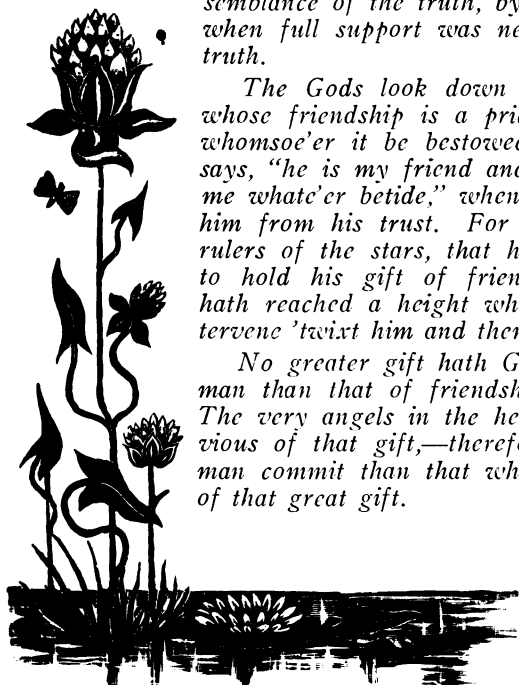 semblance of the truth, by
when full support was ne
truth.
The Gods look down
whose friendship is a pri
whomsoe'er it be bestowed
says, "he is my friend and
me whate'er betide," when
him from his trust. For
rulers of the stars, that h
to hold his gift of frien
hath reached a height wh
tervene 'twixt him and then
No greater gift hath G
man than that of friendsh
The very angels in the he
vious of that gift,—therefo
man commit than that wh
of that great gift.